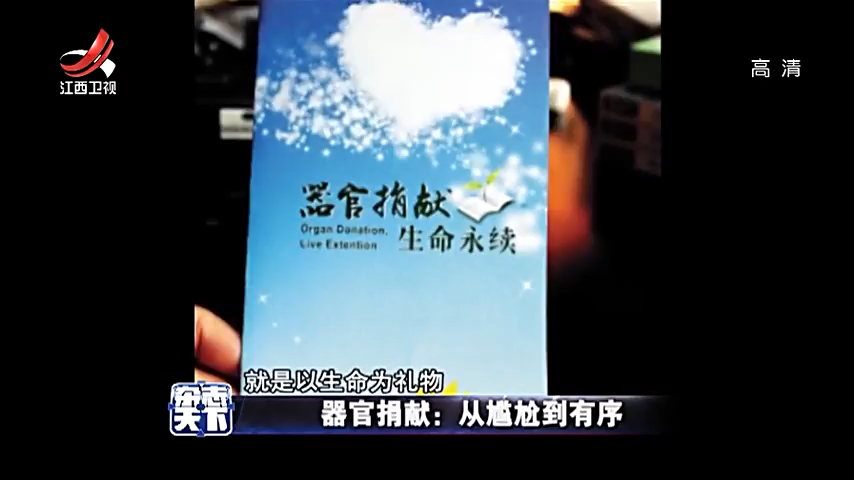 江西卫视
高清
器官捐献
Organ Donation,
Live Extention
生命永续
就是以生命为礼物
杂志天下
器官捐献：从尴尬到有序